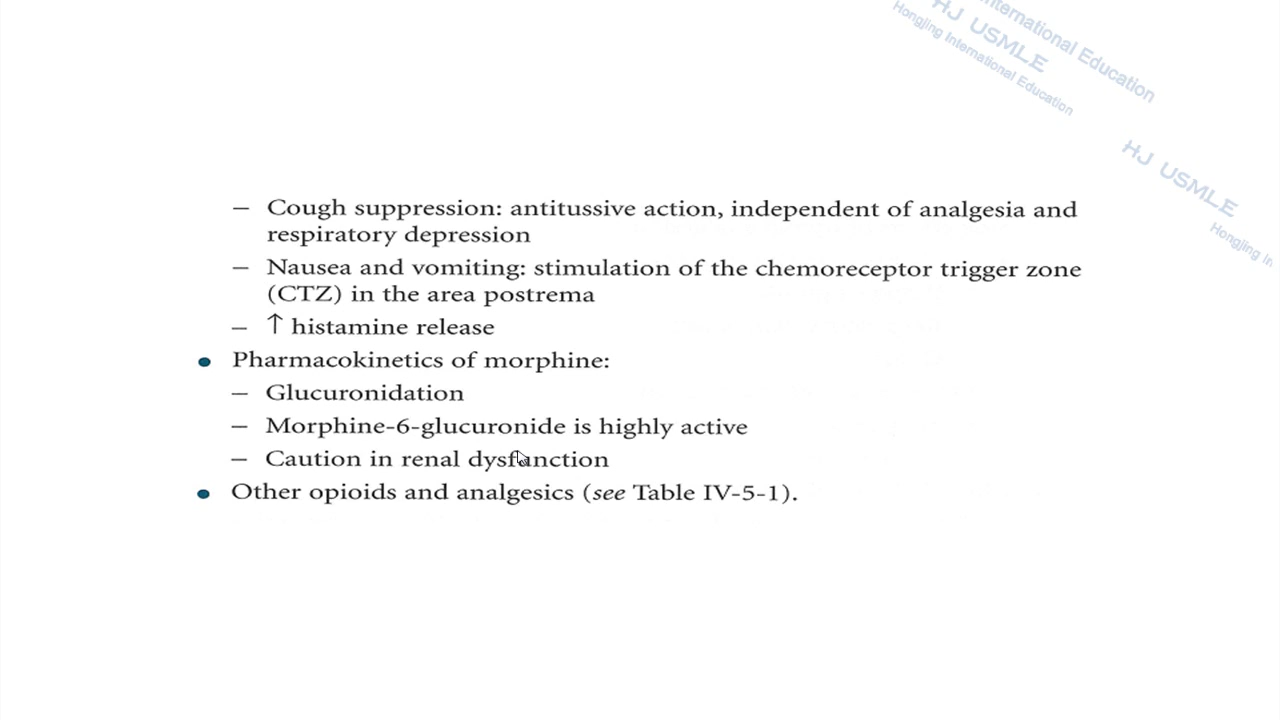 International Education
HJ USMLE
Hongjing International Education
HJ USMLE
Hongjing In
– Cough suppression: antitussive action, independent of analgesia and
respiratory depression
– Nausea and vomiting: stimulation of the chemoreceptor trigger zone
(CTZ) in the area postrema
– ↑ histamine release
• Pharmacokinetics of morphine:
– Glucuronidation
– Morphine-6-glucuronide is highly active
– Caution in renal dysfunction
• Other opioids and analgesics (see Table IV-5-1).